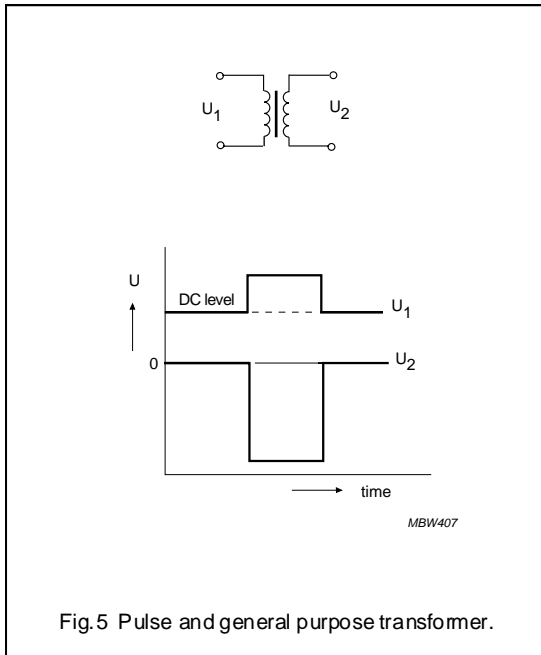 U1 U2
U
DC level
U1
0
U2
time
MBW407
Fig.5 Pulse and general purpose transformer.